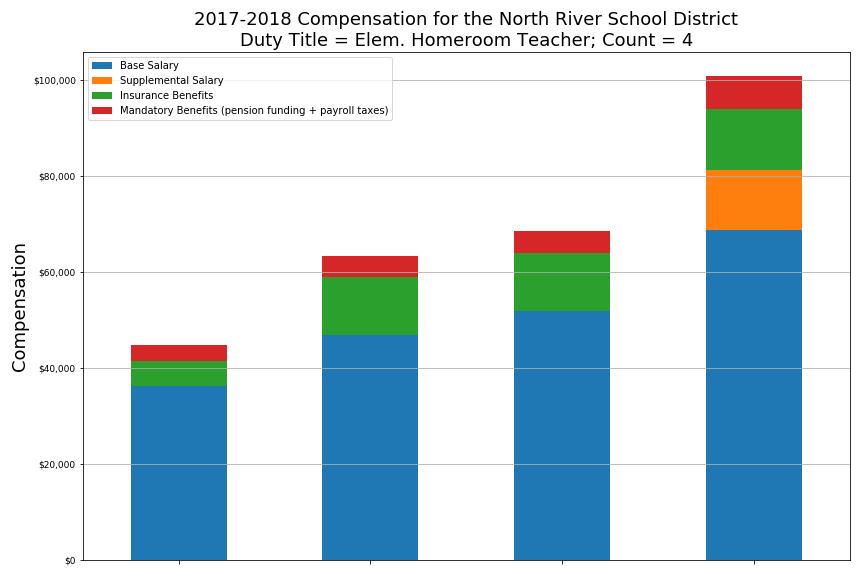 2017-2018 Compensation for the North River School District
Duty Title = Elem. Homeroom Teacher; Count = 4
Base Salary
Supplemental Salary
Insurance Benefits
Mandatory Benefits (pension funding + payroll taxes)
$100,000
$80,000
$60,000
$40,000
$20,000
$0
Compensation